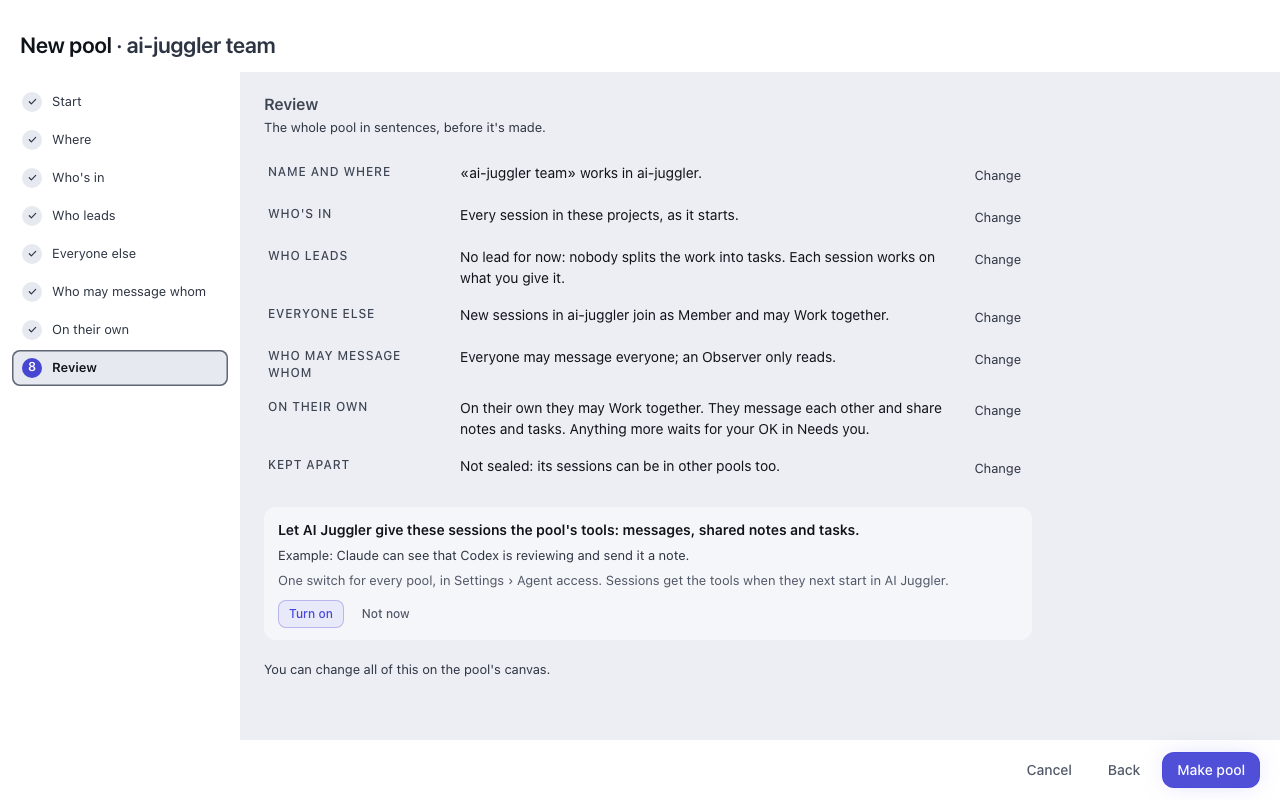 New pool · ai-juggler team
Start
Where
Who's in
Who leads
Everyone else
Who may message whom
On their own
8 Review
Review
The whole pool in sentences, before it's made.
NAME AND WHERE
«ai-juggler team» works in ai-juggler.
Change
WHO'S IN
Every session in these projects, as it starts.
Change
WHO LEADS
No lead for now: nobody splits the work into tasks. Each session works on
what you give it.
Change
EVERYONE ELSE
New sessions in ai-juggler join as Member and may Work together.
Change
WHO MAY MESSAGE
WHOM
Everyone may message everyone; an Observer only reads.
Change
ON THEIR OWN
On their own they may Work together. They message each other and share
notes and tasks. Anything more waits for your OK in Needs you.
Change
KEPT APART
Not sealed: its sessions can be in other pools too.
Change
Let AI Juggler give these sessions the pool's tools: messages, shared notes and tasks.
Example: Claude can see that Codex is reviewing and send it a note.
One switch for every pool, in Settings › Agent access. Sessions get the tools when they next start in AI Juggler.
Turn on
Not now
You can change all of this on the pool's canvas.
Cancel
Back
Make pool